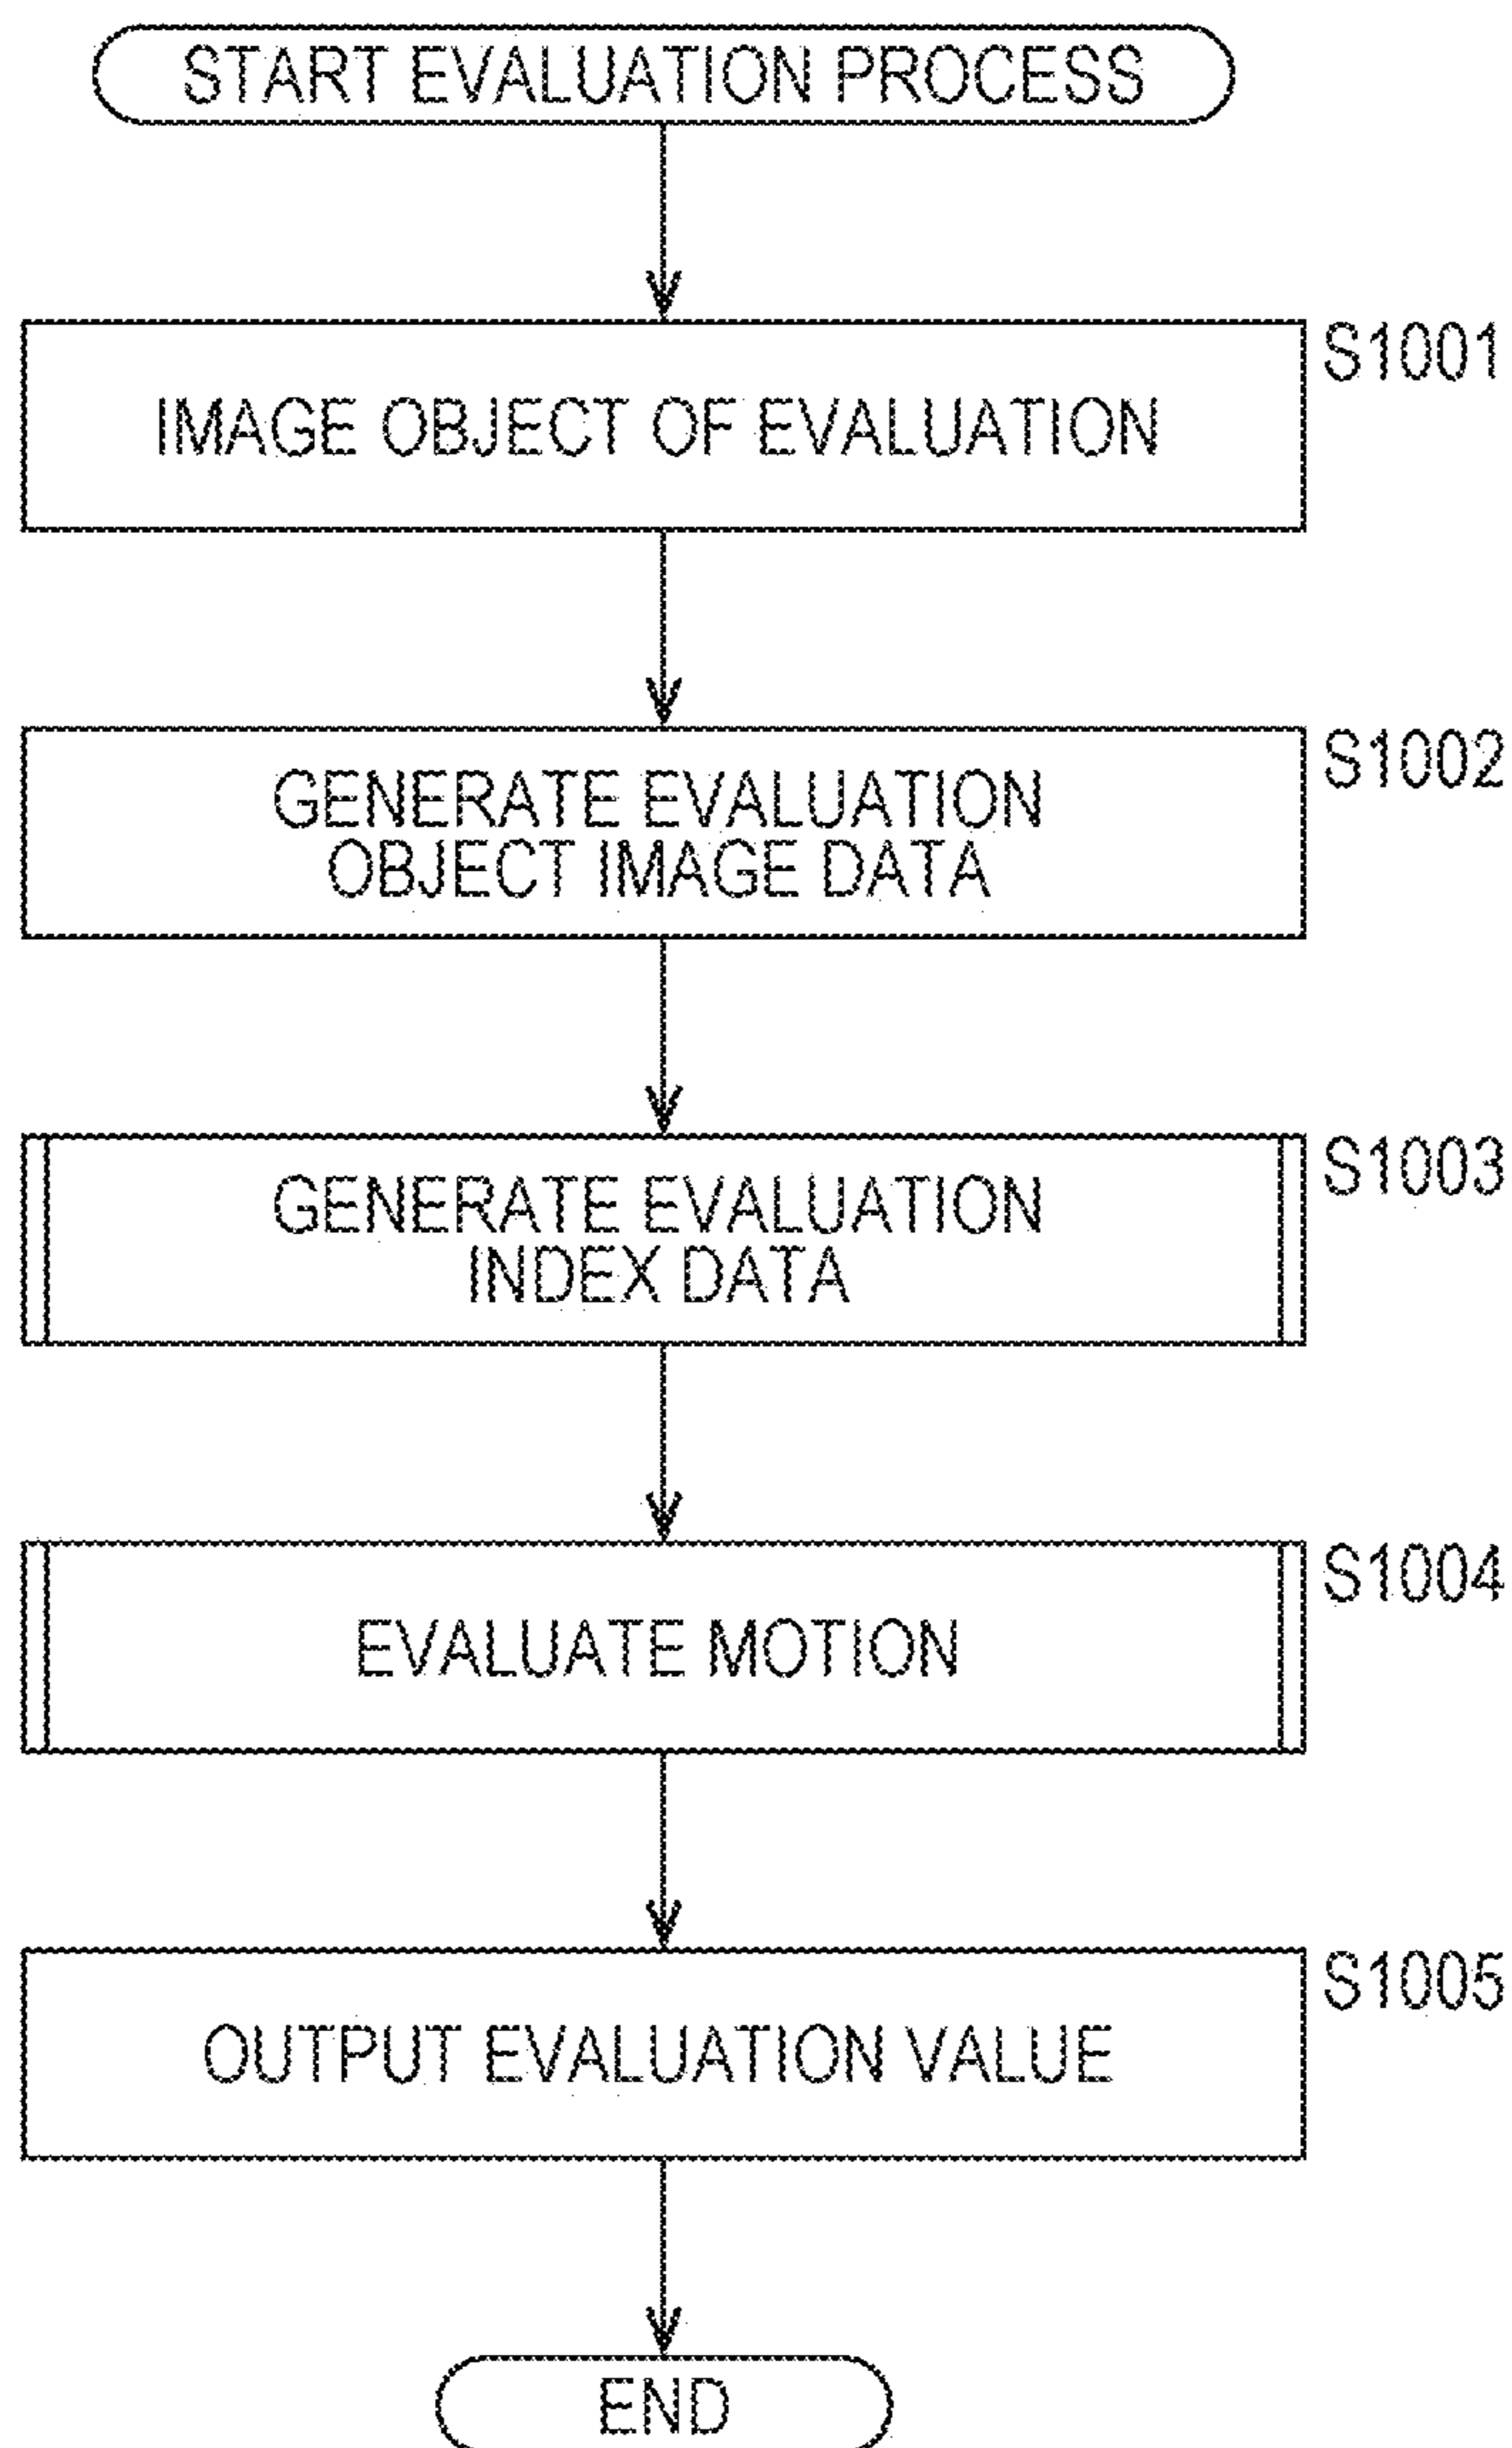 START EVALUATION PROCESS
S1001
IMAGE OBJECT OF EVALUATION
S1002
GENERATE EVALUATION
OBJECT IMAGE DATA
S1003
GENERATE EVALUATION
INDEX DATA
S1004
EVALUATE MOTION
S1005
OUTPUT EVALUATION VALUE
END